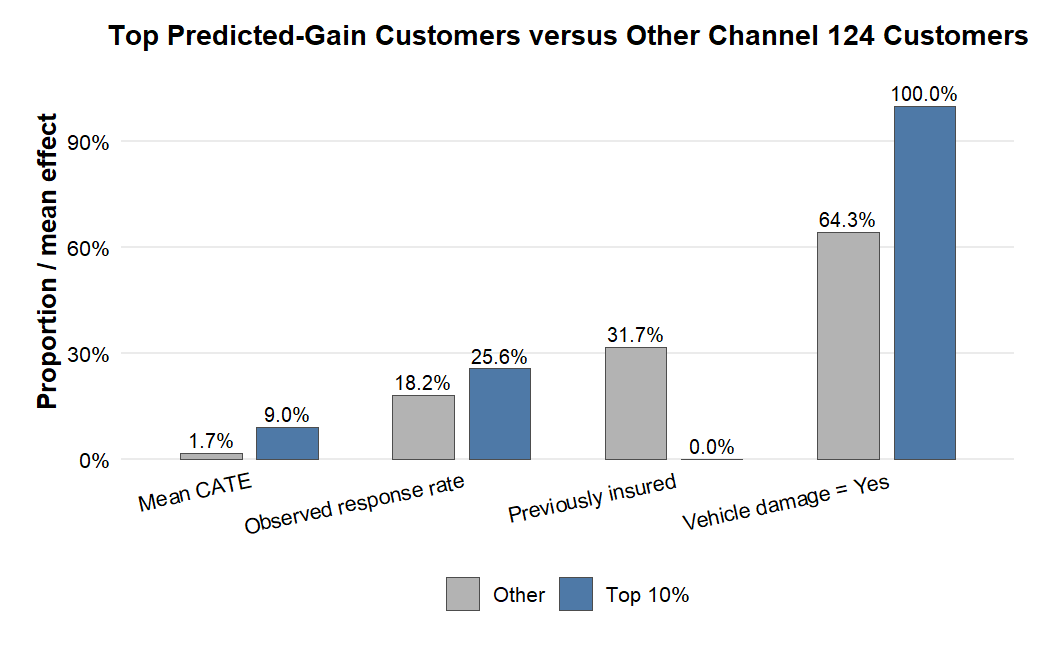 Top Predicted-Gain Customers versus Other Channel 124 Customers
Proportion / mean effect
90%
60%
30%
0%
1.7%
9.0%
18.2%
25.6%
31.7%
0.0%
64.3%
100.0%
Mean CATE
Observed response rate
Previously insured
Vehicle damage = Yes
Other
Top 10%